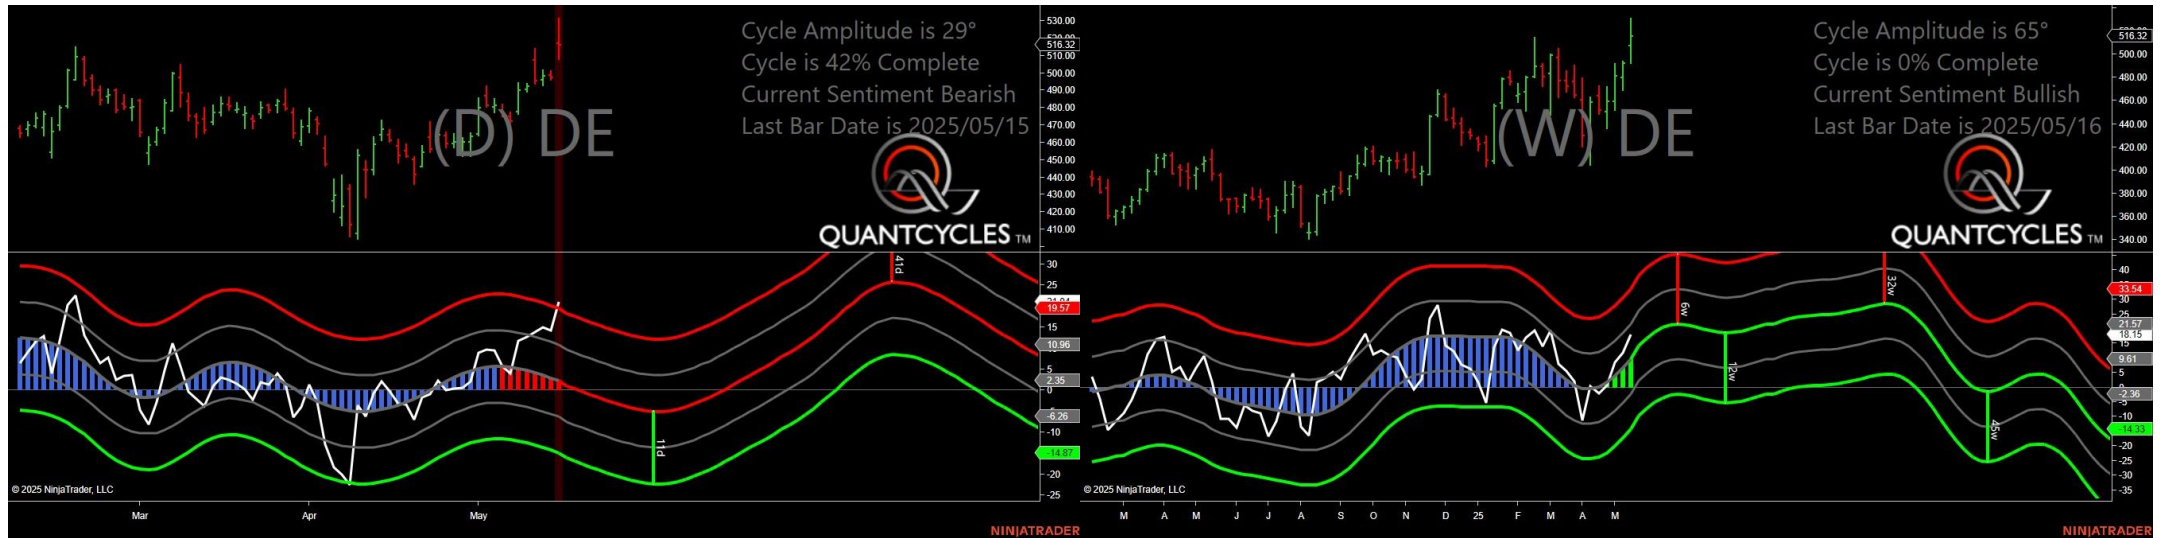 Cycle Amplitude is 29°
Cycle is 42% Complete
Current Sentiment Bearish
Last Bar Date is 2025/05/15
(D) DE
QUANTCYCLES TM
530.00
516.32
510.00
500.00
490.00
480.00
470.00
460.00
450.00
440.00
430.00
420.00
410.00
41d
11d
30
25
19.57
15
10.96
5
2.35
0
-6.26
-10
-14.87
-20
-25
© 2025 NinjaTrader, LLC
Mar Apr May
NINJATRADER
Cycle Amplitude is 65°
Cycle is 0% Complete
Current Sentiment Bullish
Last Bar Date is 2025/05/16
(W) DE
QUANTCYCLES TM
516.32
500.00
480.00
460.00
440.00
420.00
400.00
380.00
360.00
340.00
6w
12w
32w
45w
40
33.54
30
25
21.57
18.15
15
9.61
5
0
-2.36
-5
-10
-14.33
-20
-25
-30
-35
© 2025 NinjaTrader, LLC
M A M J J A S O N D 25 F M A M
NINJATRADER